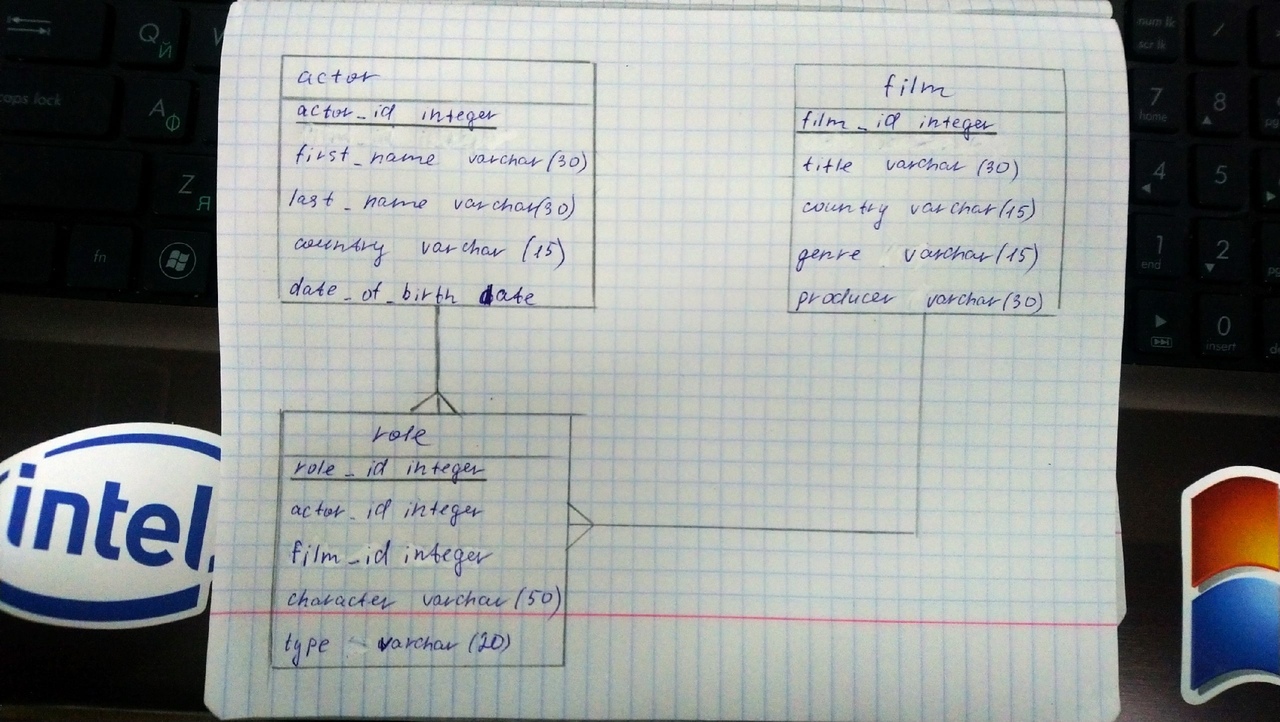 actor
actor_id integer
first_name varchar(30)
last_name varchar(30)
country varchar (15)
date_of_birth date
film
film_id integer
title varchar (30)
country varchar(15)
genre varchar(15)
producer varchar(30)
role
role_id integer
actor_id integer
film_id integer
character varchar (50)
type varchar (20)
intel
Q Й
caps lock
A Ф
Z Я
fn
num lk
scr lk
/
7
home
8
4
5
1
end
2
0
insert